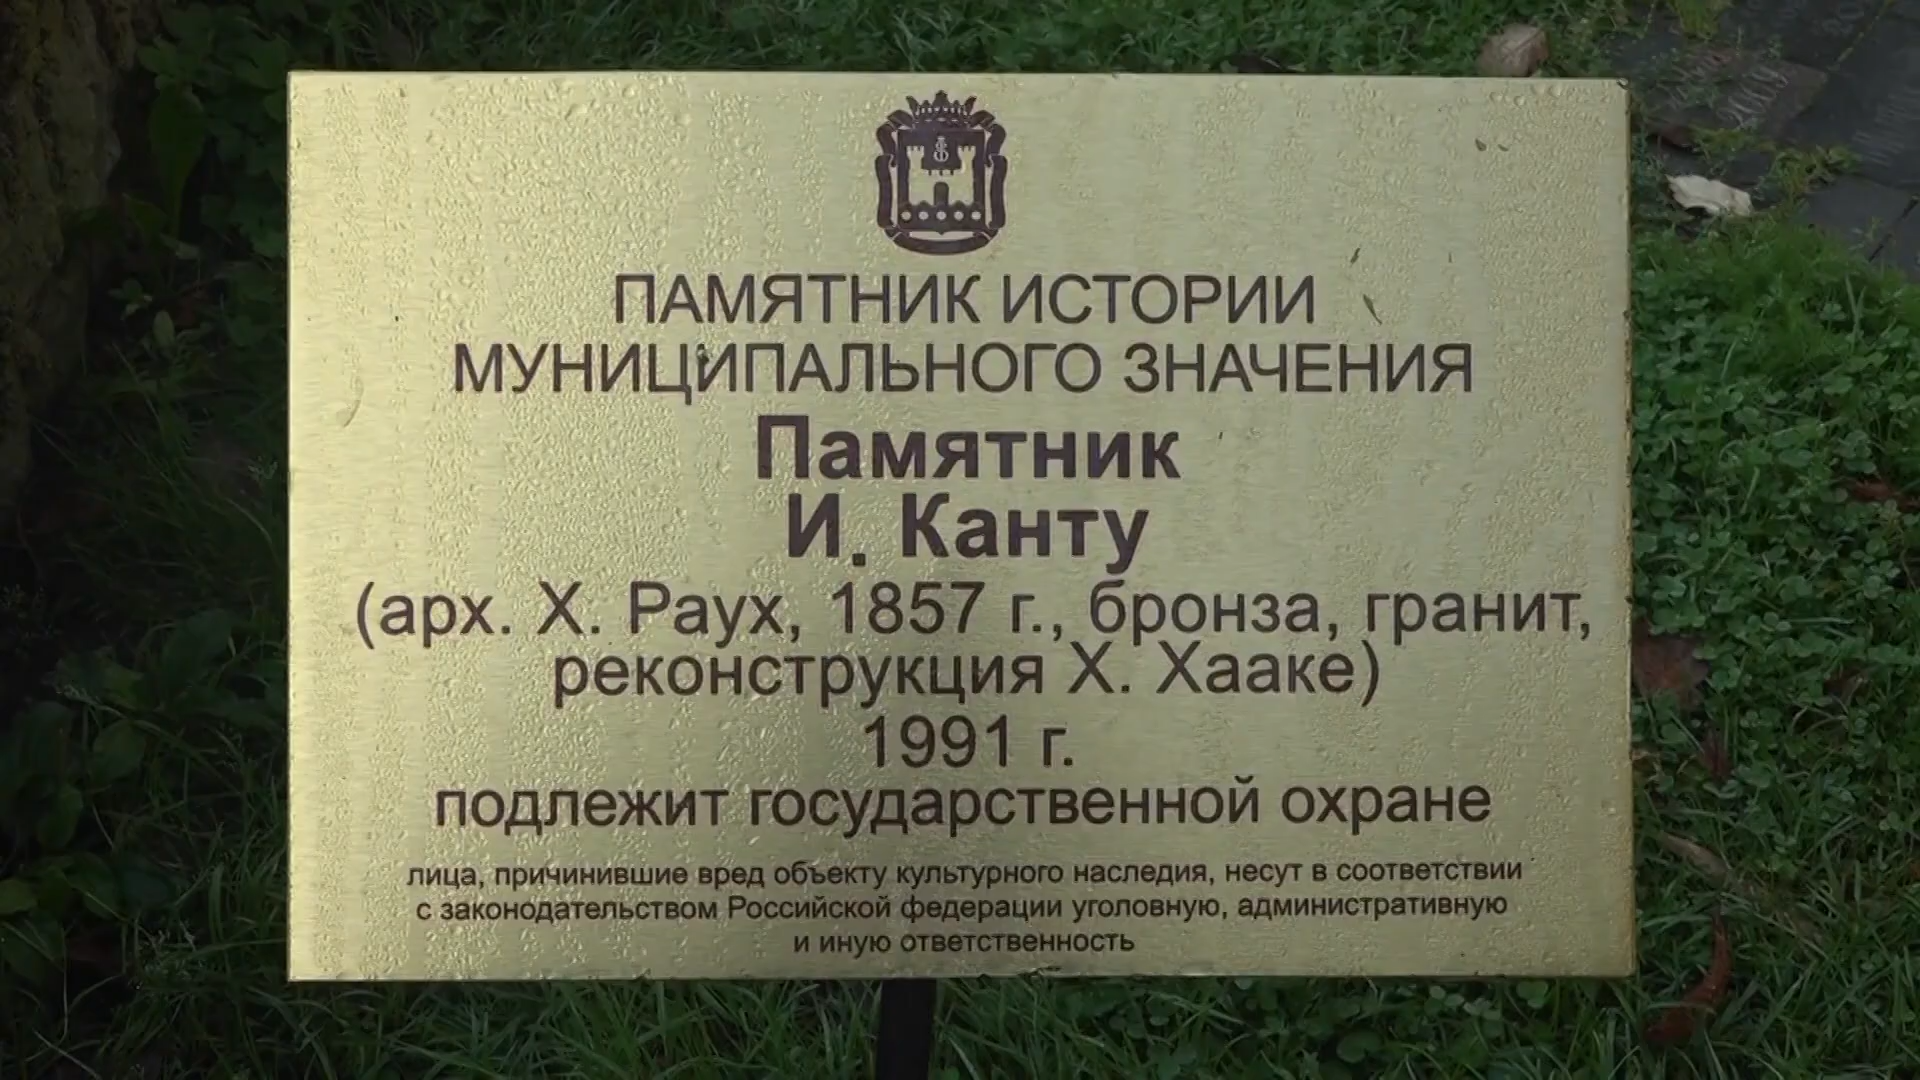 ПАМЯТНИК ИСТОРИИ
МУНИЦИПАЛЬНОГО ЗНАЧЕНИЯ
Памятник
И. Канту
(арх. Х. Раух, 1857 г., бронза, гранит,
реконструкция Х. Хааке)
1991 г.
подлежит государственной охране
лица, причинившие вред объекту культурного наследия, несут в соответствии
с законодательством Российской федерации уголовную, административную
и иную ответственность